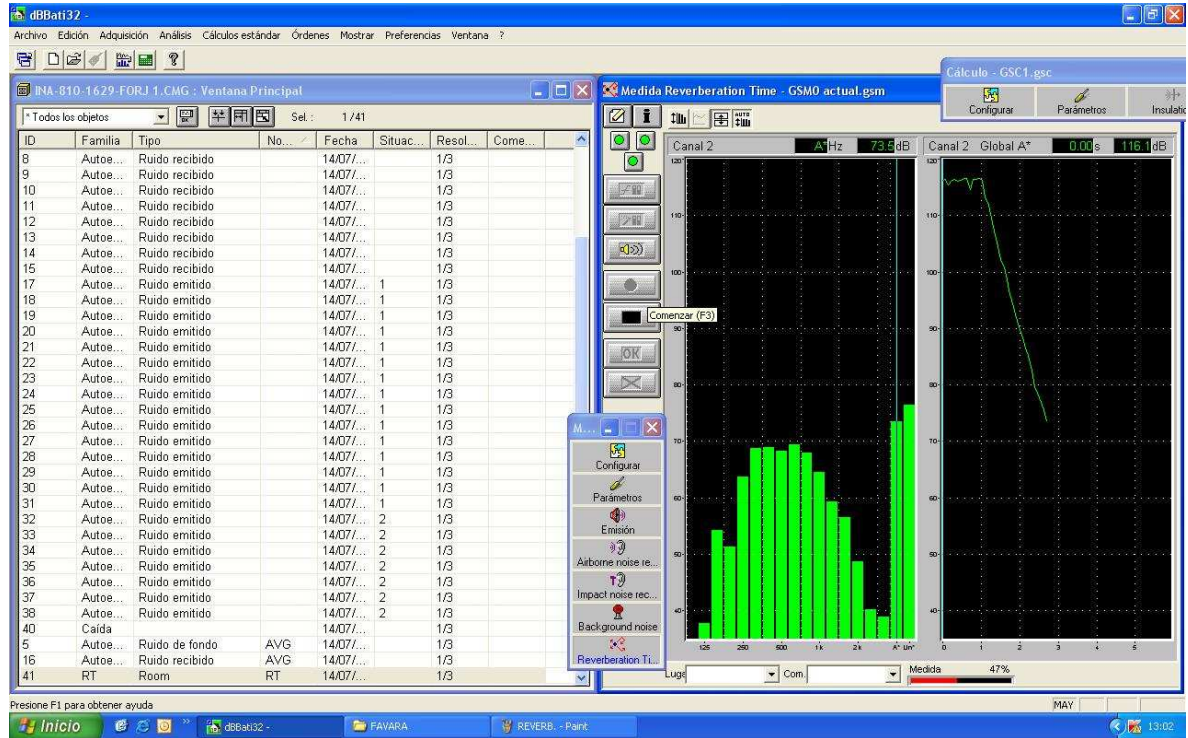 dBBati32 -
Archivo Edición Adquisición Análisis Cálculos estándar Órdenes Mostrar Preferencias Ventana ?
INA-810-1629-FORJ 1.CMG : Ventana Principal
* Todos los objetos Sel. : 1/41
ID Familia Tipo No... Fecha Situac... Resol... Come...
8 Autoe... Ruido recibido 14/07/... 1/3
9 Autoe... Ruido recibido 14/07/... 1/3
10 Autoe... Ruido recibido 14/07/... 1/3
11 Autoe... Ruido recibido 14/07/... 1/3
12 Autoe... Ruido recibido 14/07/... 1/3
13 Autoe... Ruido recibido 14/07/... 1/3
14 Autoe... Ruido recibido 14/07/... 1/3
15 Autoe... Ruido recibido 14/07/... 1/3
17 Autoe... Ruido emitido 14/07/... 1 1/3
18 Autoe... Ruido emitido 14/07/... 1 1/3
19 Autoe... Ruido emitido 14/07/... 1 1/3
20 Autoe... Ruido emitido 14/07/... 1 1/3
21 Autoe... Ruido emitido 14/07/... 1 1/3
22 Autoe... Ruido emitido 14/07/... 1 1/3
23 Autoe... Ruido emitido 14/07/... 1 1/3
24 Autoe... Ruido emitido 14/07/... 1 1/3
25 Autoe... Ruido emitido 14/07/... 1 1/3
26 Autoe... Ruido emitido 14/07/... 1 1/3
27 Autoe... Ruido emitido 14/07/... 1 1/3
28 Autoe... Ruido emitido 14/07/... 1 1/3
29 Autoe... Ruido emitido 14/07/... 1 1/3
30 Autoe... Ruido emitido 14/07/... 1 1/3
31 Autoe... Ruido emitido 14/07/... 1 1/3
32 Autoe... Ruido emitido 14/07/... 2 1/3
33 Autoe... Ruido emitido 14/07/... 2 1/3
34 Autoe... Ruido emitido 14/07/... 2 1/3
35 Autoe... Ruido emitido 14/07/... 2 1/3
36 Autoe... Ruido emitido 14/07/... 2 1/3
37 Autoe... Ruido emitido 14/07/... 2 1/3
38 Autoe... Ruido emitido 14/07/... 2 1/3
40 Caída 14/07/... 1/3
5 Autoe... Ruido de fondo AVG 14/07/... 1/3
16 Autoe... Ruido recibido AVG 14/07/... 1/3
41 RT Room RT 14/07/... 1/3
M...
Configurar
Parámetros
Emisión
Airborne noise re...
Impact noise rec...
Background noise
Reverberation Ti...
Medida Reverberation Time - GSM0 actual.gsm
AUTO
Cálculo - GSC1.gsc
Configurar Parámetros Insulatio
OK
Comenzar (F3)
Canal 2 A*Hz 73.5dB
120
110
100
90
80
70
60
50
40
125 250 500 1k 2k A* Un*
Canal 2 Global A* 0.00s 116.1dB
120
110
100
90
80
70
60
50
40
0 1 2 3 4 5
Luga Com. Medida 47%
Presione F1 para obtener ayuda MAY
Inicio dBBati32 - FAVARA REVERB. - Paint 13:02